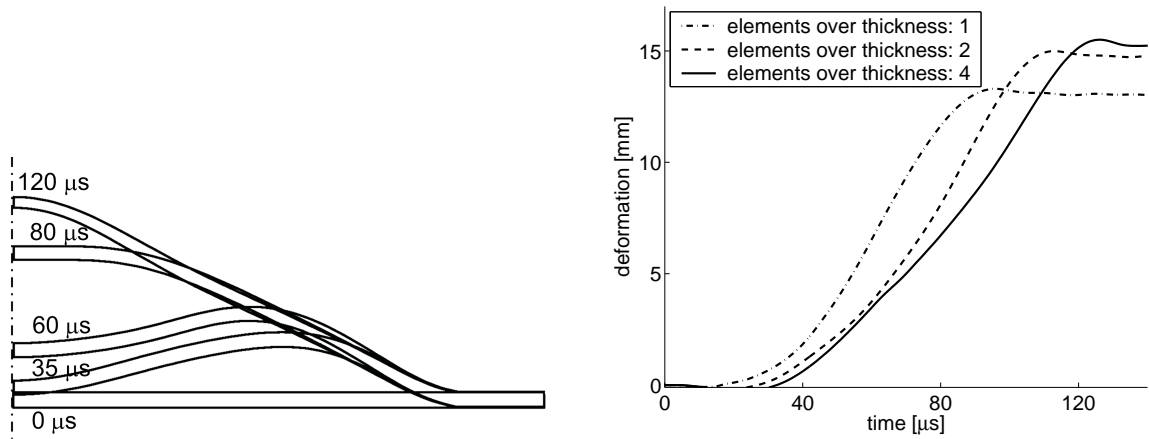 120 μs
80 μs
60 μs
35 μs
0 μs
elements over thickness: 1
elements over thickness: 2
elements over thickness: 4
deformation [mm]
15
10
5
0
0
40
80
120
time [μs]